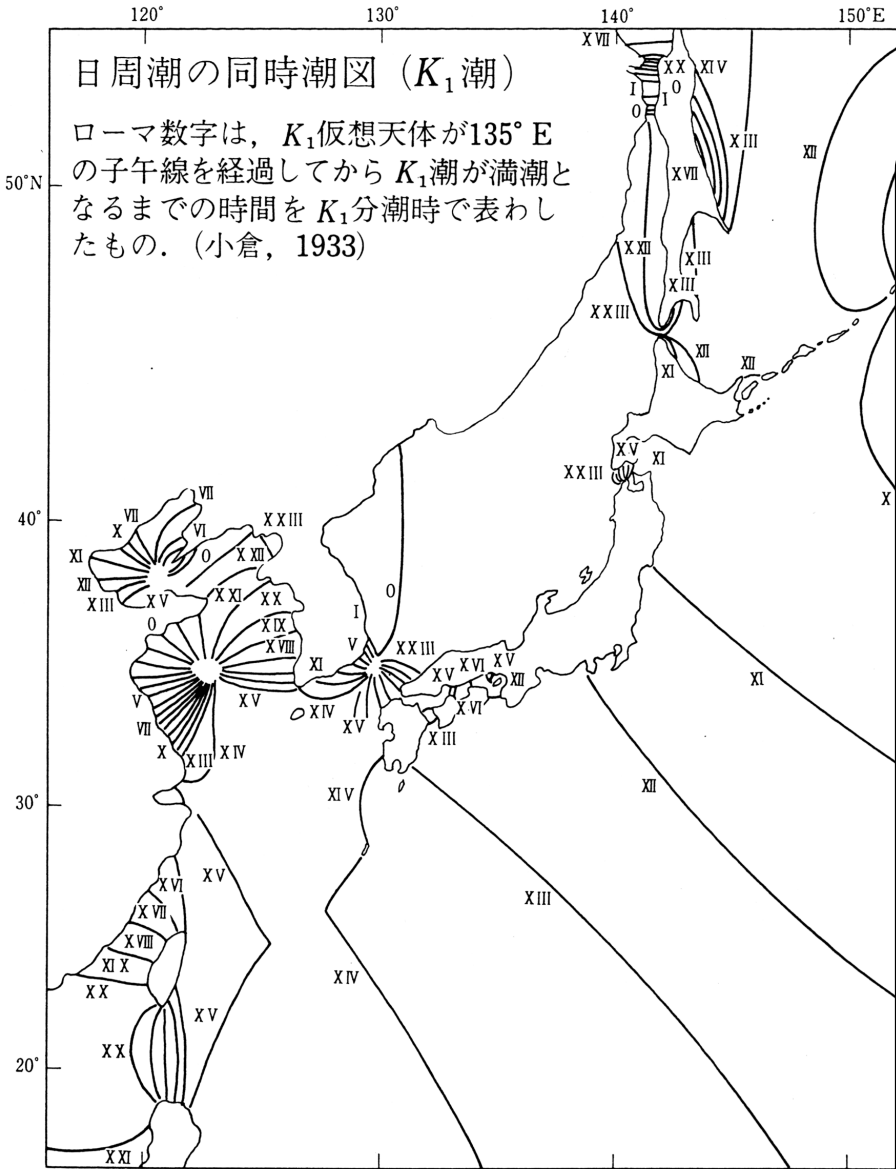 120°
130°
140°
150°E
日周潮の同時潮図 (K₁潮)
ローマ数字は，K₁仮想天体が135°E
の子午線を経過してから K₁潮が満潮と
なるまでの時間を K₁分潮時で表わし
たもの．(小倉，1933)
XVII
XX
XIV
I
O
I
O
XIII
XII
50°N
XVII
XXII
XIII
XIII
XXIII
XII
XI
XII
XV
XI
XXIII
X
40°
VII
VII
X
VI
XXIII
XI
O
XXII
XII
XIII
XV
XXI
XX
O
O
I
XIX
XVIII
V
XXIII
XI
XV
XVI
XV
XII
V
XV
XIV
XV
XVI
VII
X
XIII
XIV
XIII
XI
XII
30°
XIV
XV
XVI
XVII
XVIII
XIX
XX
XIII
XIV
XV
XX
20°
XXI